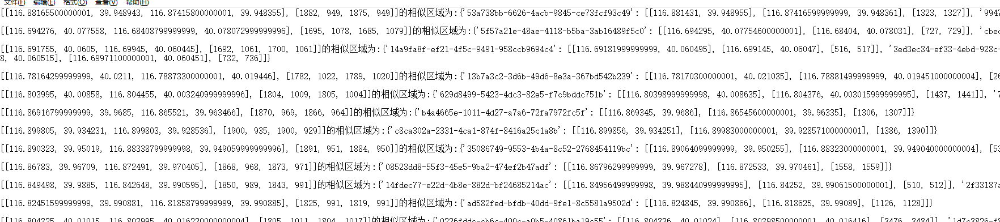 文件(F) 编辑(E) 格式(O) 查看(V) 帮助(H)
[[116.88165500000001, 39.948943, 116.87415800000001, 39.948355], [1882, 949, 1875, 949]]的相似区域为:{'53a738bb-6626-4acb-9845-ce73fcf93c49': [[116.881431, 39.948955], [116.87416599999999, 39.948361], [1323, 1327]], '9947
[[116.694276, 40.077558, 116.68408799999999, 40.078072999999996], [1695, 1078, 1685, 1079]]的相似区域为:{'5f57a21e-48ae-4118-b5ba-3ab16489f5c0': [[116.694295, 40.07754600000001], [116.68404, 40.078031], [727, 729]], 'cbec
[[116.691755, 40.0605, 116.69945, 40.060445], [1692, 1061, 1700, 1061]]的相似区域为:{'14a9fa8f-ef21-4f5c-9491-958ccb9694c4': [[116.69181999999999, 40.060495], [116.699145, 40.06047], [516, 517]], '3ed3ec34-ef33-4ebd-928c-
8, 40.060515], [116.69971100000001, 40.060451], [732, 736]]}
[[116.78164299999999, 40.0211, 116.78873300000001, 40.019446], [1782, 1022, 1789, 1020]]的相似区域为:{'13b7a3c2-3d6b-49d6-8e3a-367bd542b239': [[116.78170300000001, 40.021035], [116.78881499999999, 40.019451000000004], [26
[[116.803995, 40.00858, 116.804455, 40.003240999999996], [1804, 1009, 1805, 1004]]的相似区域为:{'629d8499-5423-4dc3-82e5-f7c9bddc751b': [[116.80398999999998, 40.008635], [116.804376, 40.003015999999995], [1437, 1441]], '7
[[116.86916799999999, 39.9685, 116.865521, 39.963466], [1870, 969, 1866, 964]]的相似区域为:{'b4a4665e-1011-4d27-a7a6-72fa7972fc5f': [[116.869345, 39.9686], [116.86545600000001, 39.96335], [1306, 1307]]}
[[116.899805, 39.934231, 116.899803, 39.928536], [1900, 935, 1900, 929]]的相似区域为:{'c8ca302a-2331-4ca1-874f-8416a25c1a8b': [[116.899856, 39.934251], [116.89983000000001, 39.92857100000001], [1386, 1390]]}
[[116.890323, 39.95019, 116.88338799999998, 39.949059999999996], [1891, 951, 1884, 950]]的相似区域为:{'35086749-9553-4b4a-8c52-2768454119bc': [[116.89064099999999, 39.950255], [116.88323000000001, 39.949040000000004], [53
[[116.86783, 39.96709, 116.872491, 39.970405], [1868, 968, 1873, 971]]的相似区域为:{'08523dd8-55f3-45e5-9ba2-474ef2b47adf': [[116.86796299999999, 39.967278], [116.872533, 39.970461], [1558, 1559]]}
[[116.849498, 39.9885, 116.842648, 39.990595], [1850, 989, 1843, 991]]的相似区域为:{'14fdec77-e22d-4b8e-882d-bf24685214ac': [[116.84956499999998, 39.988440999999995], [116.84252, 39.99061500000001], [510, 512]], '2f33187a
[[116.82451599999999, 39.990881, 116.81858799999999, 39.990885], [1825, 991, 1819, 991]]的相似区域为:{'ad582fed-bfdb-40dd-9fe1-8c5581a9502d': [[116.824845, 39.990866], [116.818625, 39.99089], [1126, 1128]]}
[[116.804325, 40.01015, 116.803995, 40.016220000000004], [1805, 1011, 1804, 1017]]的相似区域为:{'0226fddc-cb6c-400c-a0b5-40861ba19c55': [[116.804336, 40.01024], [116.80398500000001, 40.016416], [3476, 3484]],